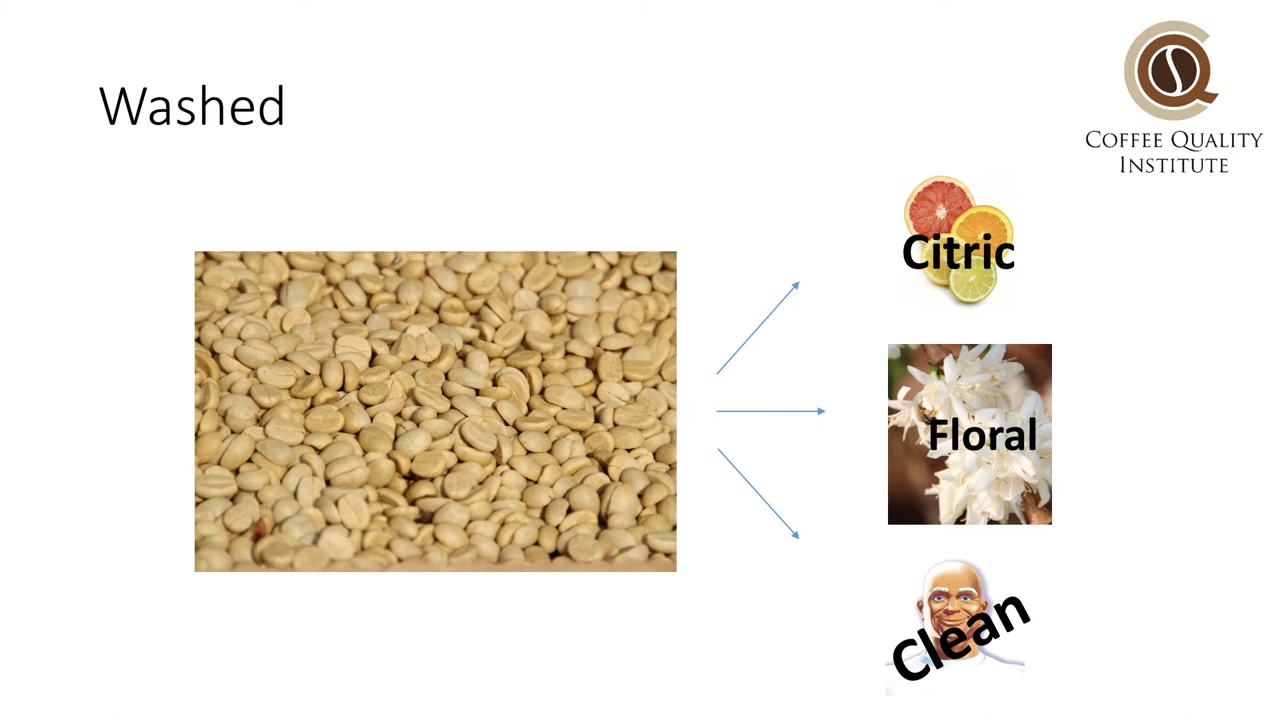 Washed
COFFEE QUALITY
INSTITUTE
Citric
Floral
Clean